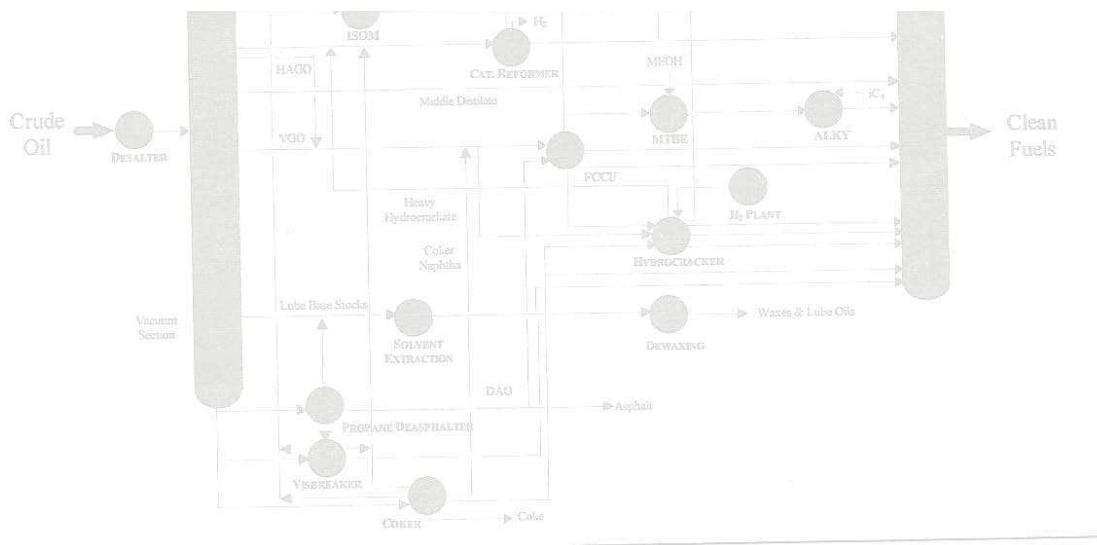 H₂
ISOM
CAT. REFORMER
HAGO
MEOH
Middle Distilate
iC₄
Crude
Oil
DESALTER
VGO
MTBE
ALKY
Clean
Fuels
FCCU
Heavy
Hydrocrackate
H₂ PLANT
Coker
Naphtha
HYDROCRACKER
Lube Base Stocks
Vacuum
Section
SOLVENT
EXTRACTION
DEWAXING
Waxes & Lube Oils
DAO
Asphalt
PROPANE DEASPHALTER
VISBREAKER
COKER
Coke